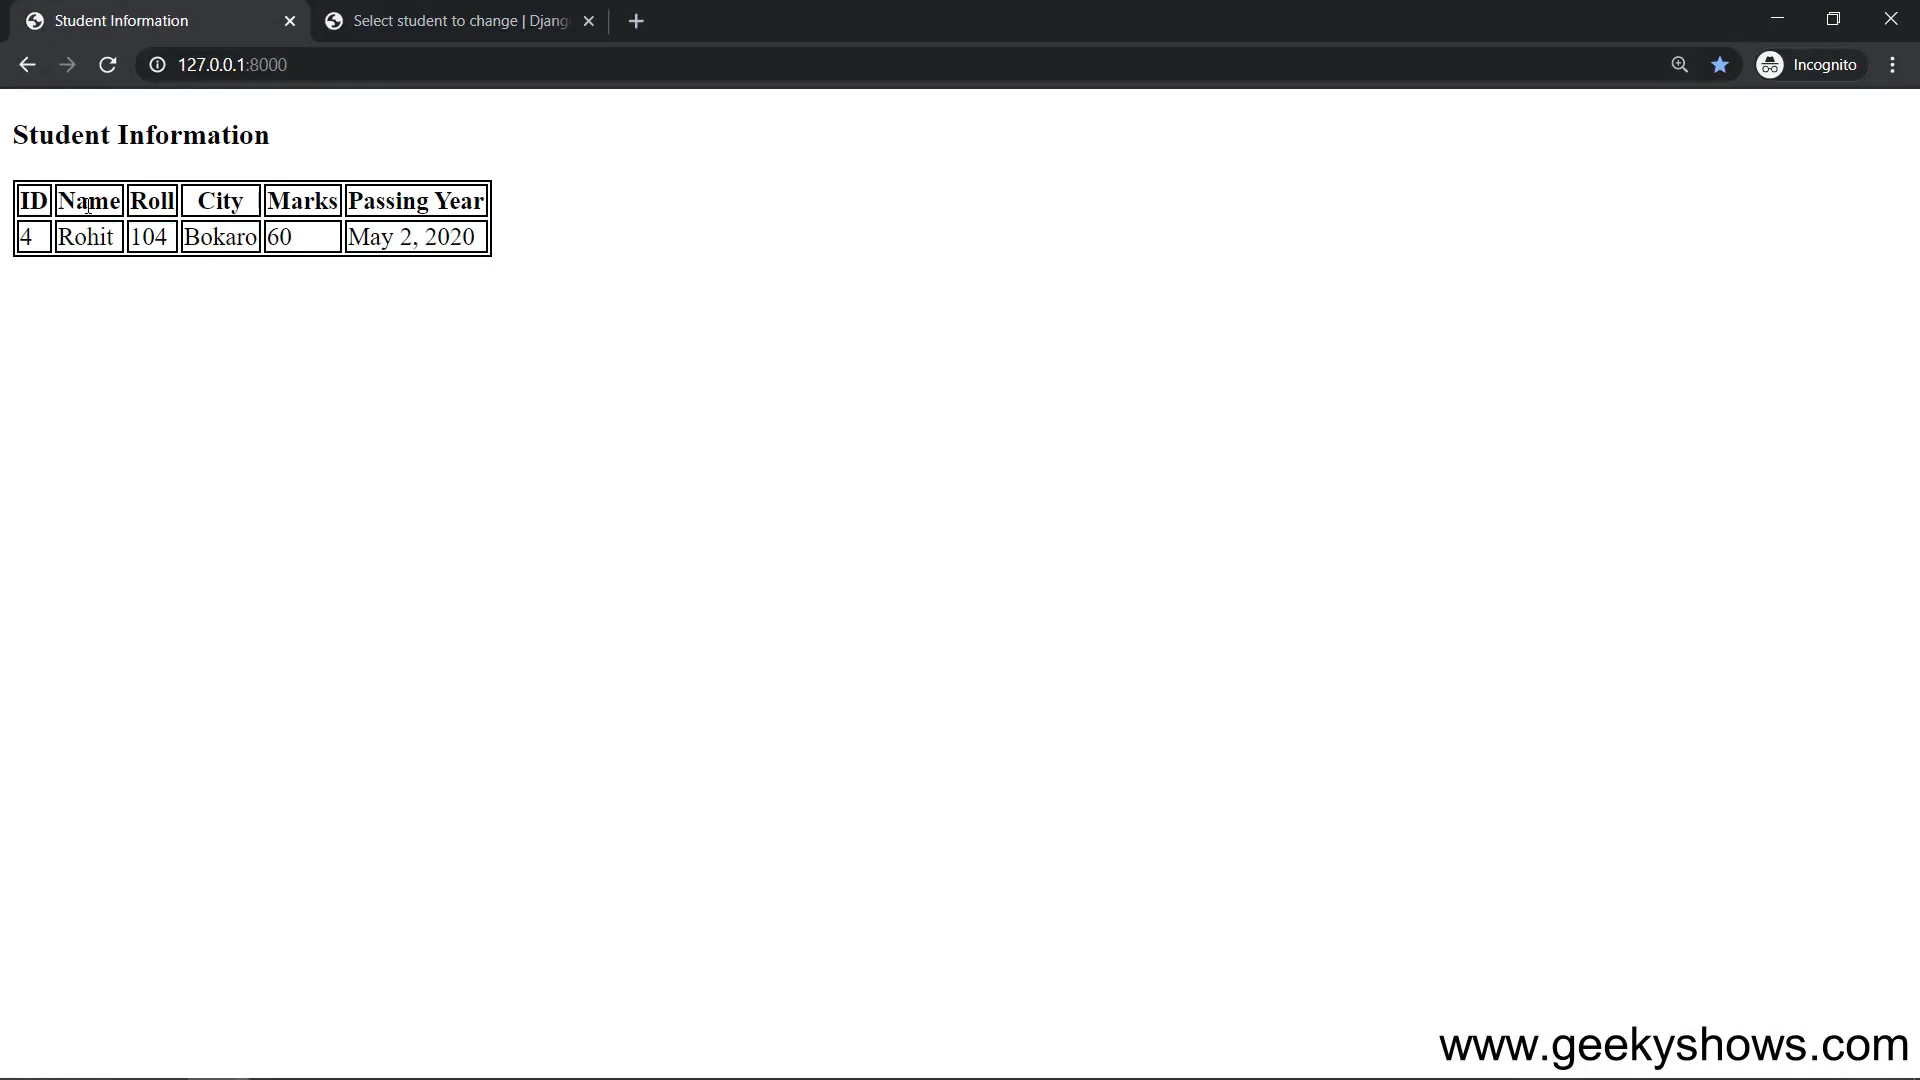 Student Information
Select student to change | Djang
127.0.0.1:8000
Incognito
Student Information
ID Name Roll City Marks Passing Year
4 Rohit 104 Bokaro 60 May 2, 2020
www.geekyshows.com